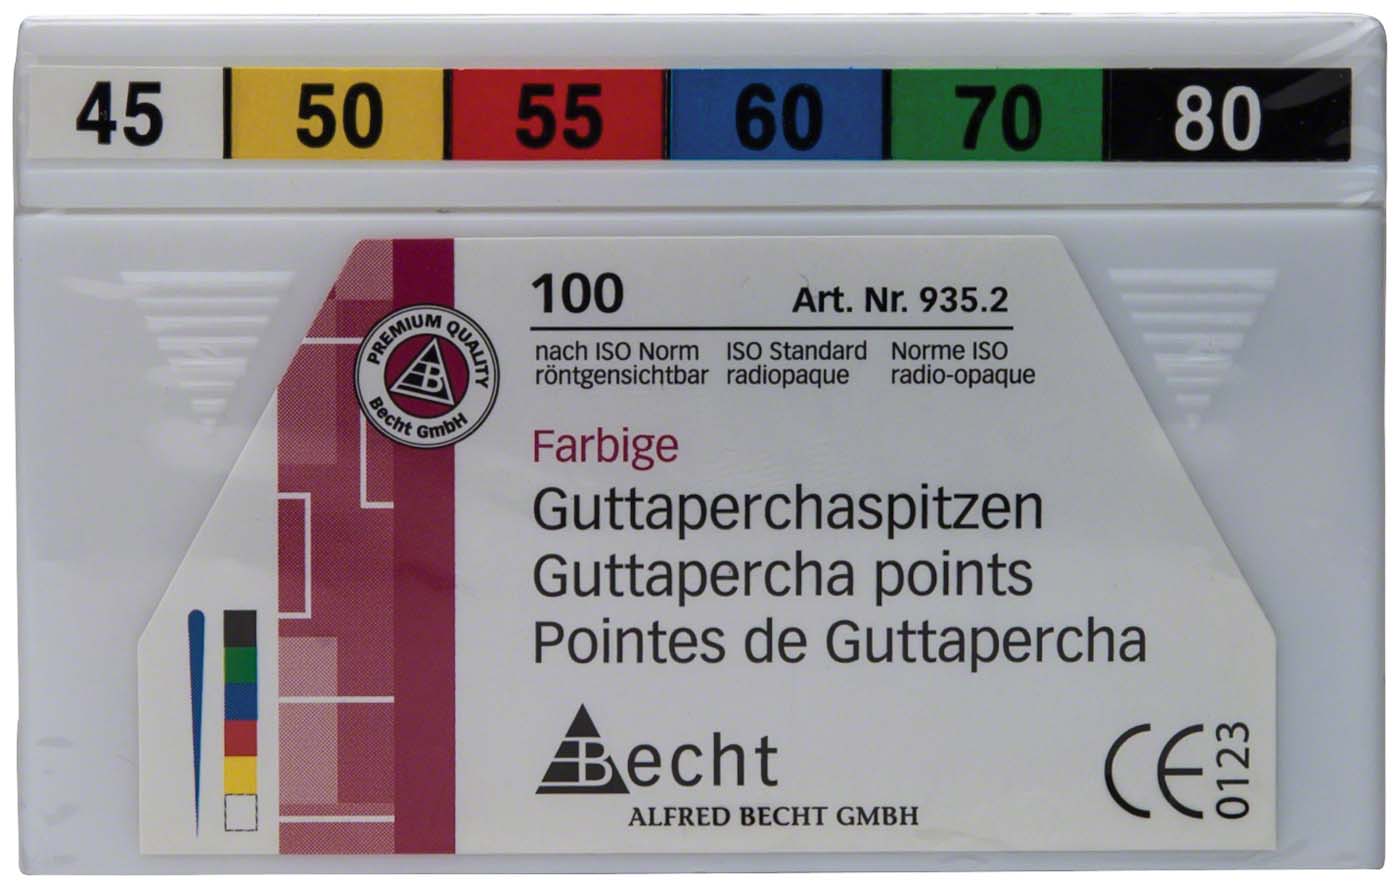 45 50 55 60 70 80
100 Art. Nr. 935.2
nach ISO Norm ISO Standard Norme ISO
röntgensichtbar radiopaque radio-opaque
PREMIUM QUALITY
B
Becht GmbH
Farbige
Guttaperchaspitzen
Guttapercha points
Pointes de Guttapercha
Becht
ALFRED BECHT GMBH
CE 0123